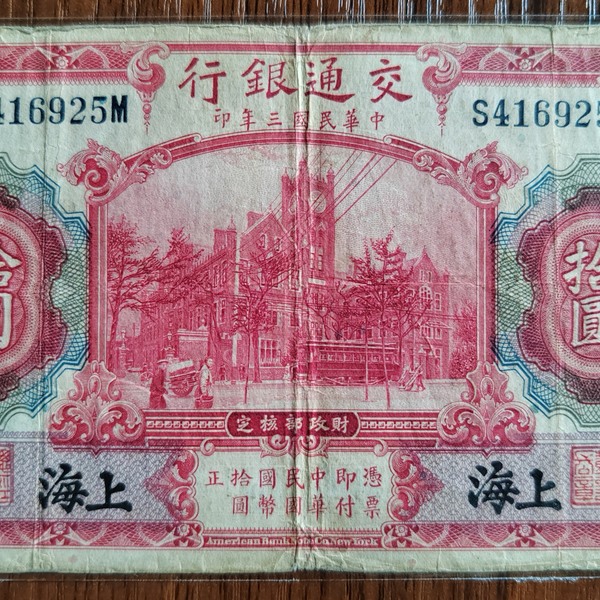 交通銀行
中華民國三年印
416925M
S416925
拾圓
財政部核定
憑票即付中華民國國幣拾圓正
上海
上海
American Bank Note Co. New York